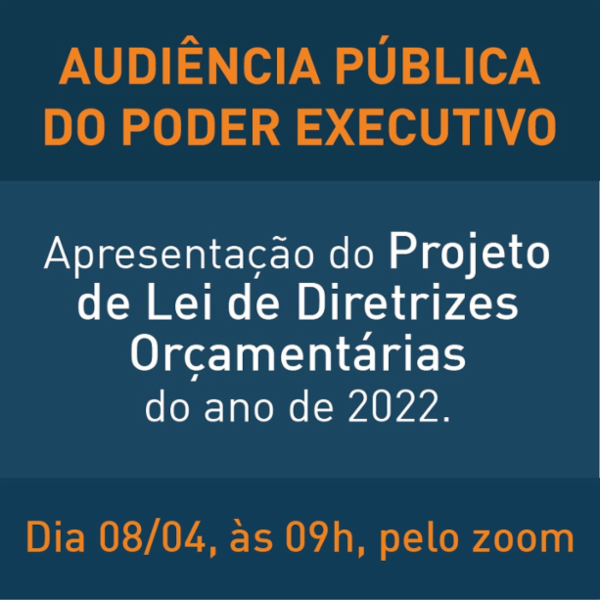 AUDIÊNCIA PÚBLICA
DO PODER EXECUTIVO
Apresentação do Projeto
de Lei de Diretrizes
Orçamentárias
do ano de 2022.
Dia 08/04, às 09h, pelo zoom